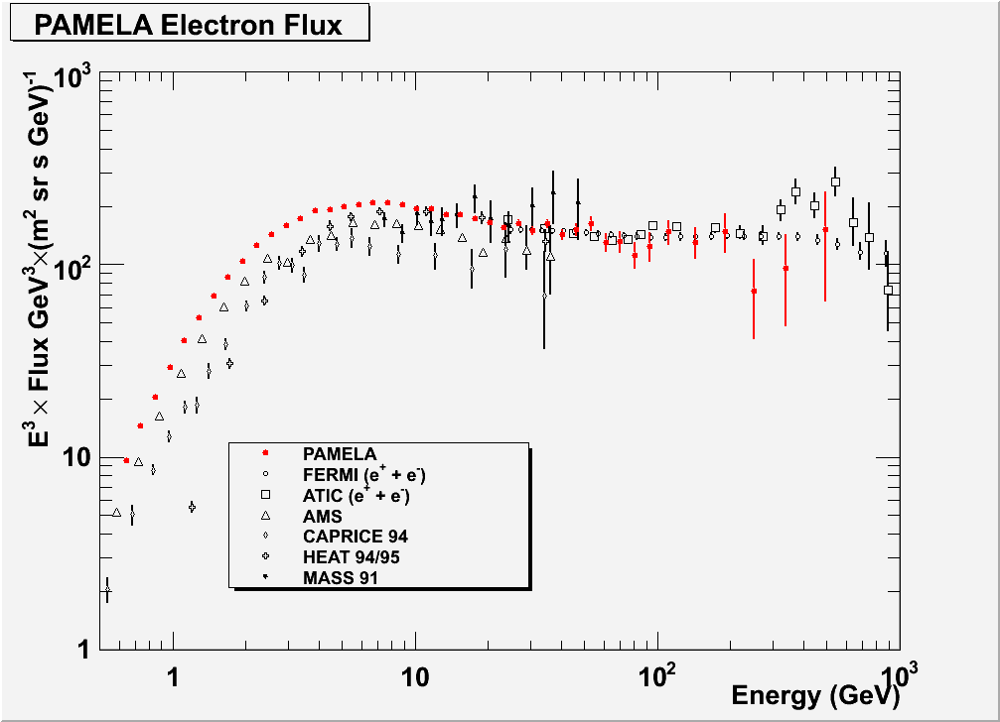 PAMELA Electron Flux
E³ × Flux GeV³×(m² sr s GeV)⁻¹
10³
10²
10
1
PAMELA
FERMI (e⁺ + e⁻)
ATIC (e⁺ + e⁻)
AMS
CAPRICE 94
HEAT 94/95
MASS 91
1
10
10²
10³
Energy (GeV)